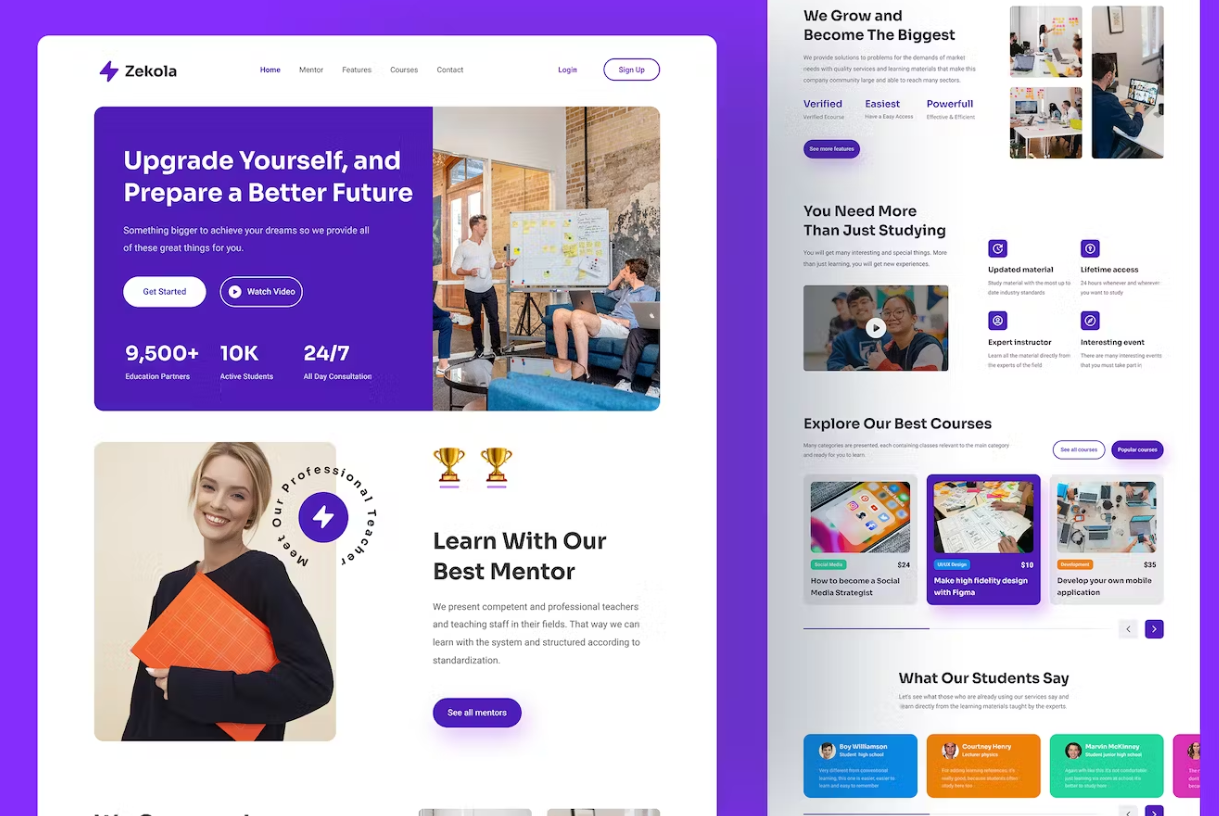 Zekola
Home Mentor Features Courses Contact
Login
Sign Up
Upgrade Yourself, and
Prepare a Better Future
Something bigger to achieve your dreams so we provide all
of these great things for you.
Get Started
Watch Video
9,500+ 10K 24/7
Education Partners Active Students All Day Consultation
Meet Our Professional Teacher
Learn With Our
Best Mentor
We present competent and professional teachers
and teaching staff in their fields. That way we can
learn with the system and structured according to
standardization.
See all mentors
We Grow and
Become The Biggest
We provide solutions to problems for the demands of market
needs with quality services and learning materials that make this
company community large and able to reach many sectors.
Verified Easiest Powerfull
Verified Ecourse Have a Easy Access Effective & Efficient
See more features
You Need More
Than Just Studying
You will get many interesting and special things. More
than just learning, you will get new experiences.
Updated material
Study material with the most up to
date industry standards
Lifetime access
24 hours whenever and wherever
you want to study
Expert instructor
Learn all the material directly from
the experts of the field
Interesting event
There are many interesting events
that you must take part in
Explore Our Best Courses
Many categories are presented, each containing classes relevant to the main category
and ready for you to learn.
See all courses
Popular courses
Social Media $24
How to become a Social
Media Strategist
UI/UX Design $10
Make high fidelity design
with Figma
Development $35
Develop your own mobile
application
What Our Students Say
Let's see what those who are already using our services say and
learn directly from the learning materials taught by the experts.
Boy Williamson
Student high school
Very different from conventional
learning, this one is easier, easier to
learn and easy to remember
Courtney Henry
Lecturer physics
For adding learning references, it's
really good, because students often
study here too
Marvin McKinney
Student junior high school